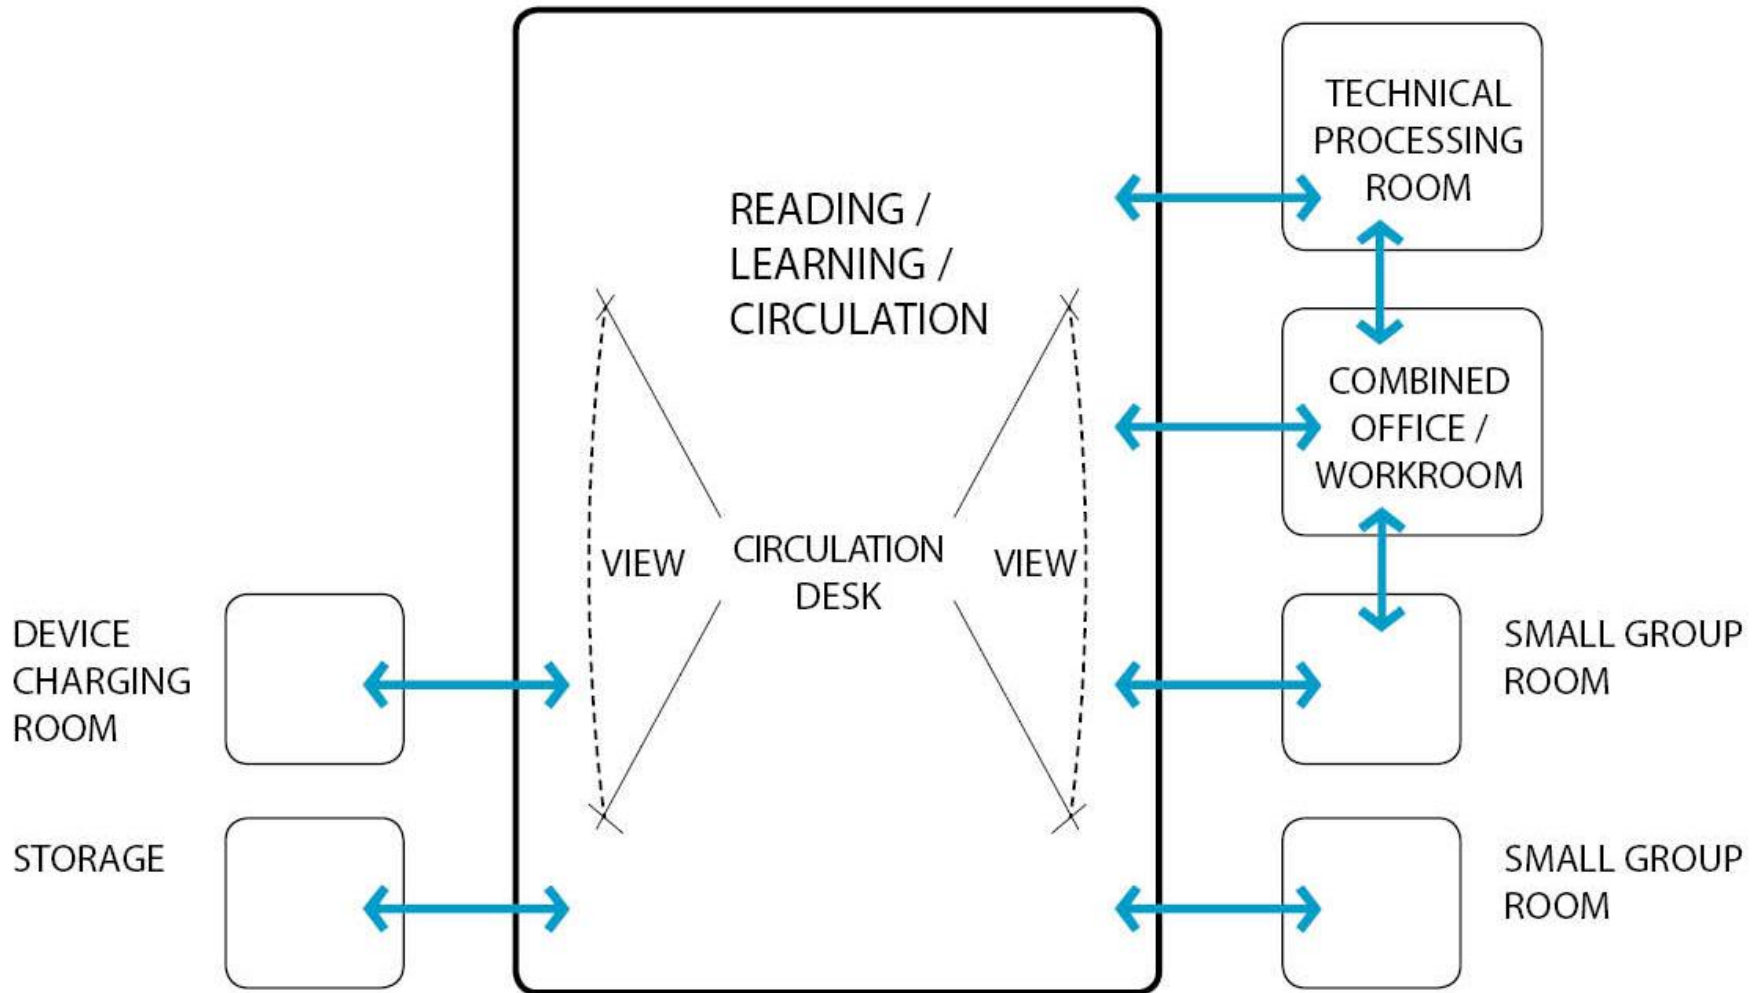 TECHNICAL
PROCESSING
ROOM
READING /
LEARNING /
CIRCULATION
COMBINED
OFFICE /
WORKROOM
VIEW
CIRCULATION
DESK
VIEW
DEVICE
CHARGING
ROOM
SMALL GROUP
ROOM
STORAGE
SMALL GROUP
ROOM